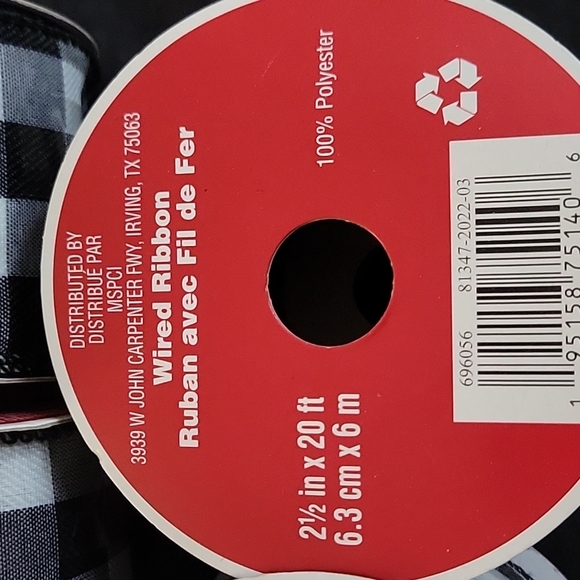 DISTRIBUTED BY
DISTRIBUE PAR
MSPCI
3939 W JOHN CARPENTER FWY, IRVING, TX 75063
Wired Ribbon
Ruban avec Fil de Fer
100% Polyester
2½ in x 20 ft
6.3 cm x 6 m
696056 81347-2022-03
1 95158 75140 6